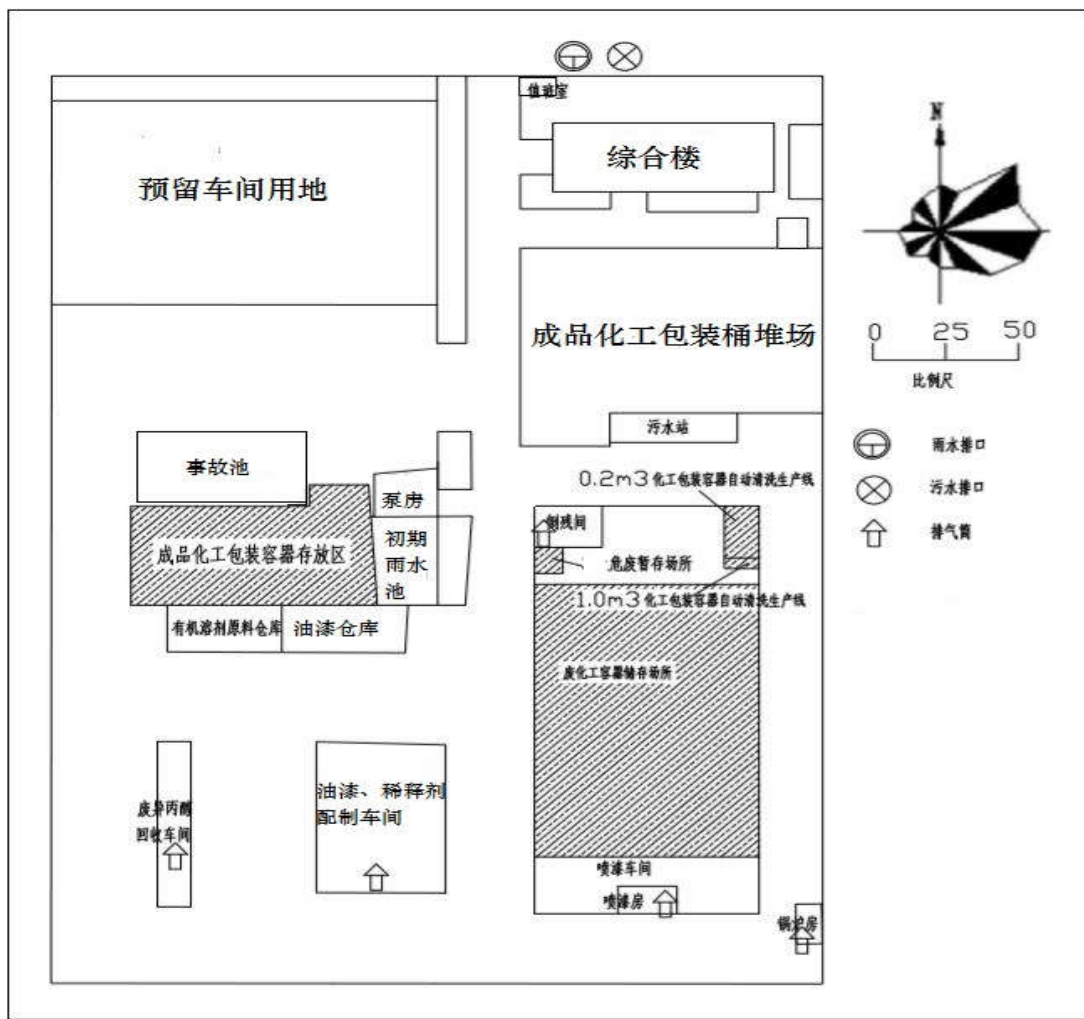 值班室
综合楼
预留车间用地
N
成品化工包装桶堆场
0 25 50
比例尺
污水站
雨水排口
事故池
0.2m3 化工包装容器自动清洗生产线
污水排口
泵房
倒残间
排气筒
成品化工包装容器存放区
初期
雨水
池
危废暂存场所
1.0m3 化工包装容器自动清洗生产线
有机溶剂原料仓库
油漆仓库
废化工容器储存场所
油漆、稀释剂
配制车间
废异丙醇
回收车间
喷漆车间
喷漆房
锅炉房